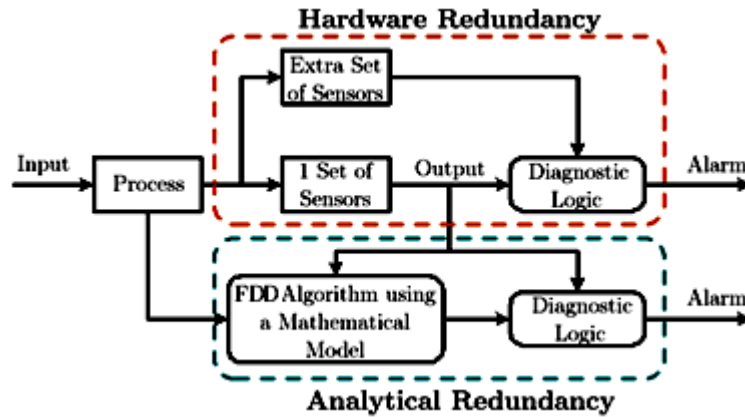 Hardware Redundancy
Extra Set
of Sensors
Input
Process
1 Set of
Sensors
Output
Diagnostic
Logic
Alarm
FDD Algorithm using
a Mathematical
Model
Diagnostic
Logic
Alarm
Analytical Redundancy